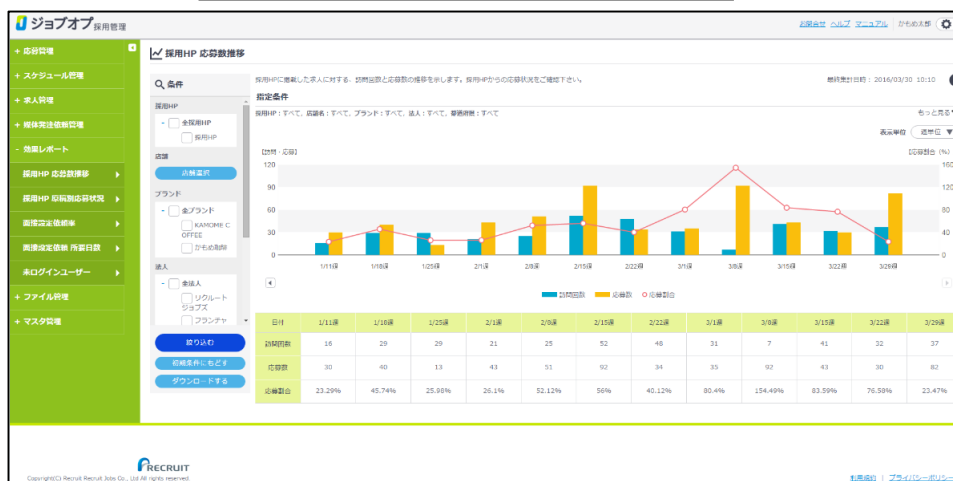 ジョブオプ 採用管理
お問合せ ヘルプ マニュアル かもめ太郎
+ 応募管理
+ スケジュール管理
+ 求人管理
+ 媒体発注依頼管理
- 効果レポート
採用HP 応募数推移
採用HP 原稿別応募状況
面接設定依頼率
面接設定依頼 所要日数
未ログインユーザー
+ ファイル管理
+ マスタ管理
採用HP 応募数推移
条件
採用HP
- 全採用HP
採用HP
店舗
店舗選択
ブランド
- 全ブランド
KAMOME C
OFFEE
かもめ割烹
法人
- 全法人
リクルート
ジョブズ
フランチャ
絞り込む
初期条件にもどす
ダウンロードする
採用HPに掲載した求人に対する、訪問回数と応募数の推移を示します。採用HPからの応募状況をご確認下さい。
最終集計日時：2016/03/30 10:10
指定条件
採用HP：すべて、店舗名：すべて、ブランド：すべて、法人：すべて、雇用形態：すべて
もっと見る
表示単位 週単位 ▼
[訪問・応募] [応募割合 (%)
120 160
90 120
60 80
30 40
0 0
1/11週 1/18週 1/25週 2/1週 2/8週 2/15週 2/22週 3/1週 3/8週 3/15週 3/22週 3/29週
訪問回数 応募数 応募割合
日付 1/11週 1/18週 1/25週 2/1週 2/8週 2/15週 2/22週 3/1週 3/8週 3/15週 3/22週 3/29週
訪問回数 16 29 29 21 25 52 48 31 7 41 32 37
応募数 30 40 13 43 51 92 34 35 92 43 30 82
応募割合 23.29% 45.74% 25.98% 26.1% 52.12% 56% 40.12% 80.4% 154.49% 83.59% 76.58% 23.47%
RECRUIT
Copyright(C) Recruit Recruit Jobs Co., Ltd All rights reserved.
利用規約 | プライバシーポリシー